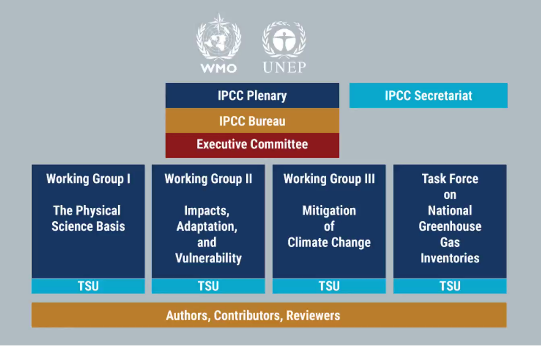 WMO
UNEP
IPCC Plenary
IPCC Secretariat
IPCC Bureau
Executive Committee
Working Group I
The Physical
Science Basis
TSU
Working Group II
Impacts,
Adaptation,
and
Vulnerability
TSU
Working Group III
Mitigation
of
Climate Change
TSU
Task Force
on
National
Greenhouse
Gas
Inventories
TSU
Authors, Contributors, Reviewers